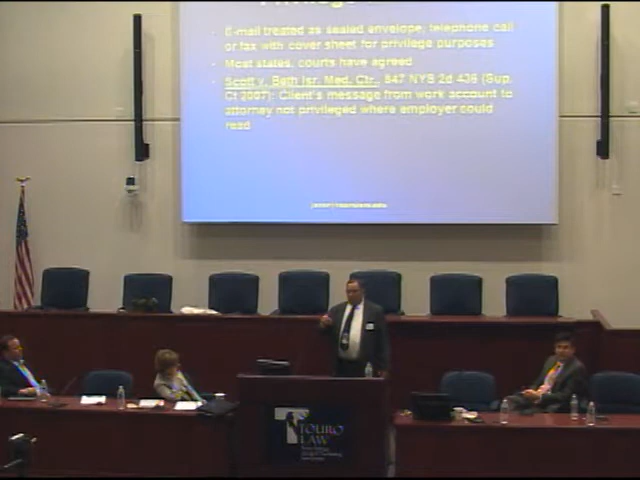 Privilege
- E-mail treated as sealed envelope, telephone call
or fax with cover sheet for privilege purposes
- Most states, courts have agreed
- Scott v. Beth Isr. Med. Ctr., 847 NYS 2d 436 (Sup.
Ct 2007): Client's message from work account to
attorney not privileged where employer could
read
TOURO
LAW